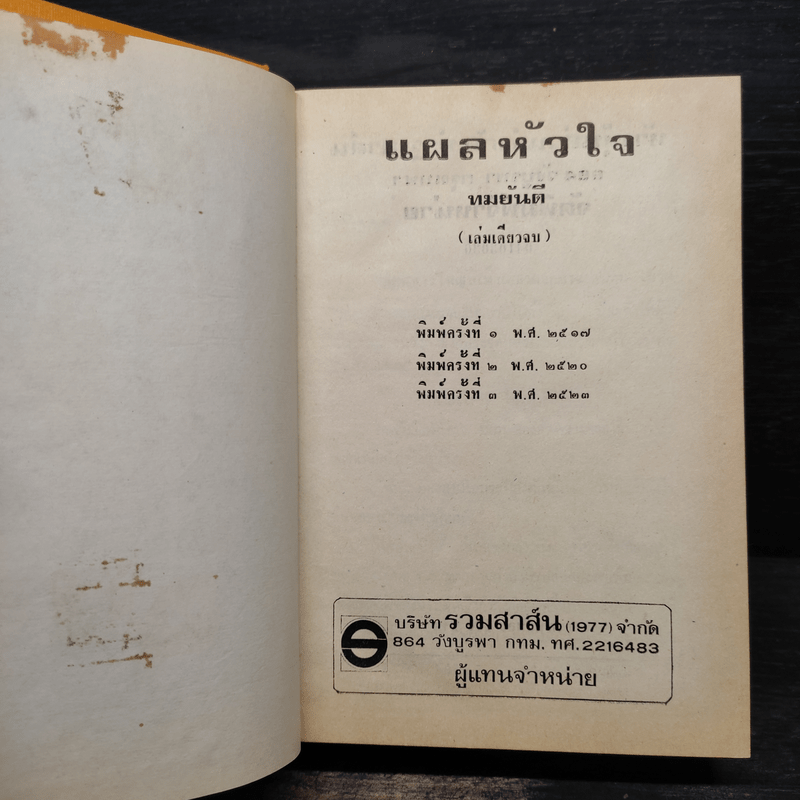 แผลหัวใจ
ทมยันตี
(เล่มเดียวจบ)
พิมพ์ครั้งที่ ๑ พ.ศ. ๒๕๑๗
พิมพ์ครั้งที่ ๒ พ.ศ. ๒๕๒๐
พิมพ์ครั้งที่ ๓ พ.ศ. ๒๕๒๓
บริษัท รวมสาส์น (1977) จำกัด
864 วังบูรพา กทม. ทศ. 2216483
ผู้แทนจำหน่าย